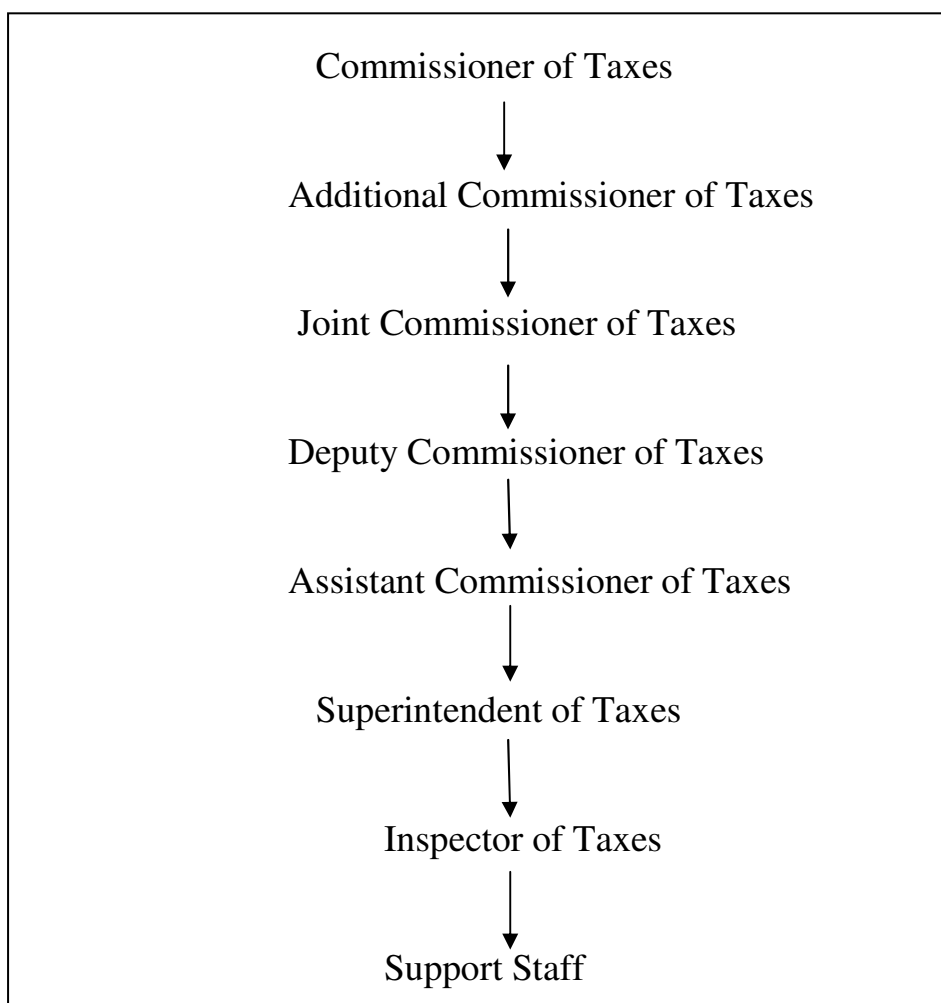 Commissioner of Taxes
Additional Commissioner of Taxes
Joint Commissioner of Taxes
Deputy Commissioner of Taxes
Assistant Commissioner of Taxes
Superintendent of Taxes
Inspector of Taxes
Support Staff